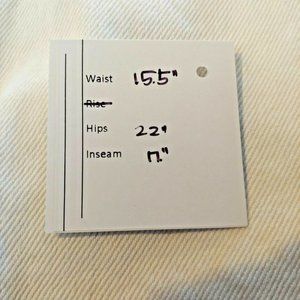 Waist 15.5"
Rise
Hips 22"
Inseam 17."